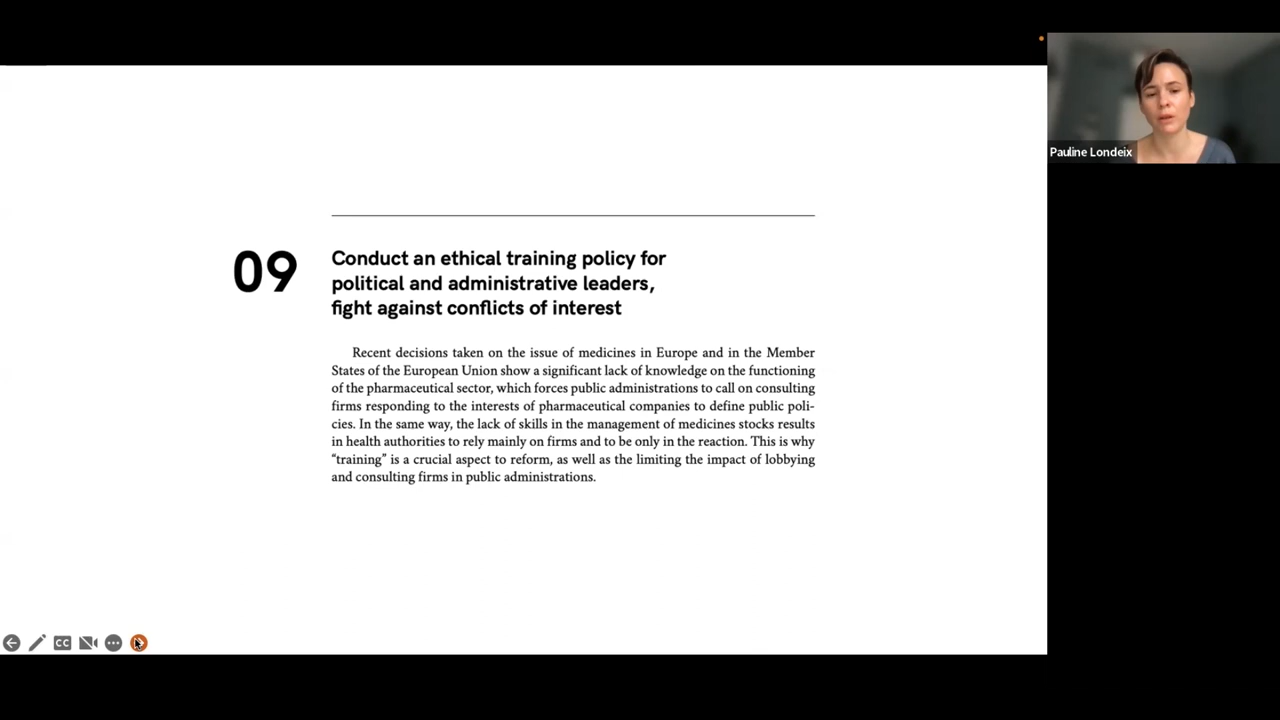 Pauline Londeix
09
Conduct an ethical training policy for
political and administrative leaders,
fight against conflicts of interest
Recent decisions taken on the issue of medicines in Europe and in the Member
States of the European Union show a significant lack of knowledge on the functioning
of the pharmaceutical sector, which forces public administrations to call on consulting
firms responding to the interests of pharmaceutical companies to define public poli-
cies. In the same way, the lack of skills in the management of medicines stocks results
in health authorities to rely mainly on firms and to be only in the reaction. This is why
“training” is a crucial aspect to reform, as well as the limiting the impact of lobbying
and consulting firms in public administrations.
CC